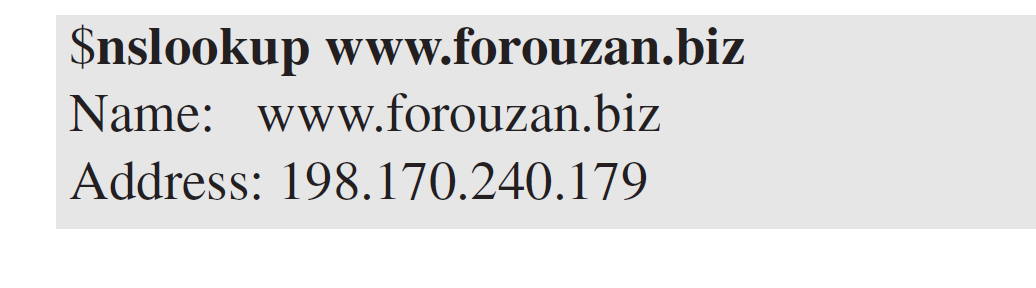 $nslookup www.forouzan.biz
Name: www.forouzan.biz
Address: 198.170.240.179